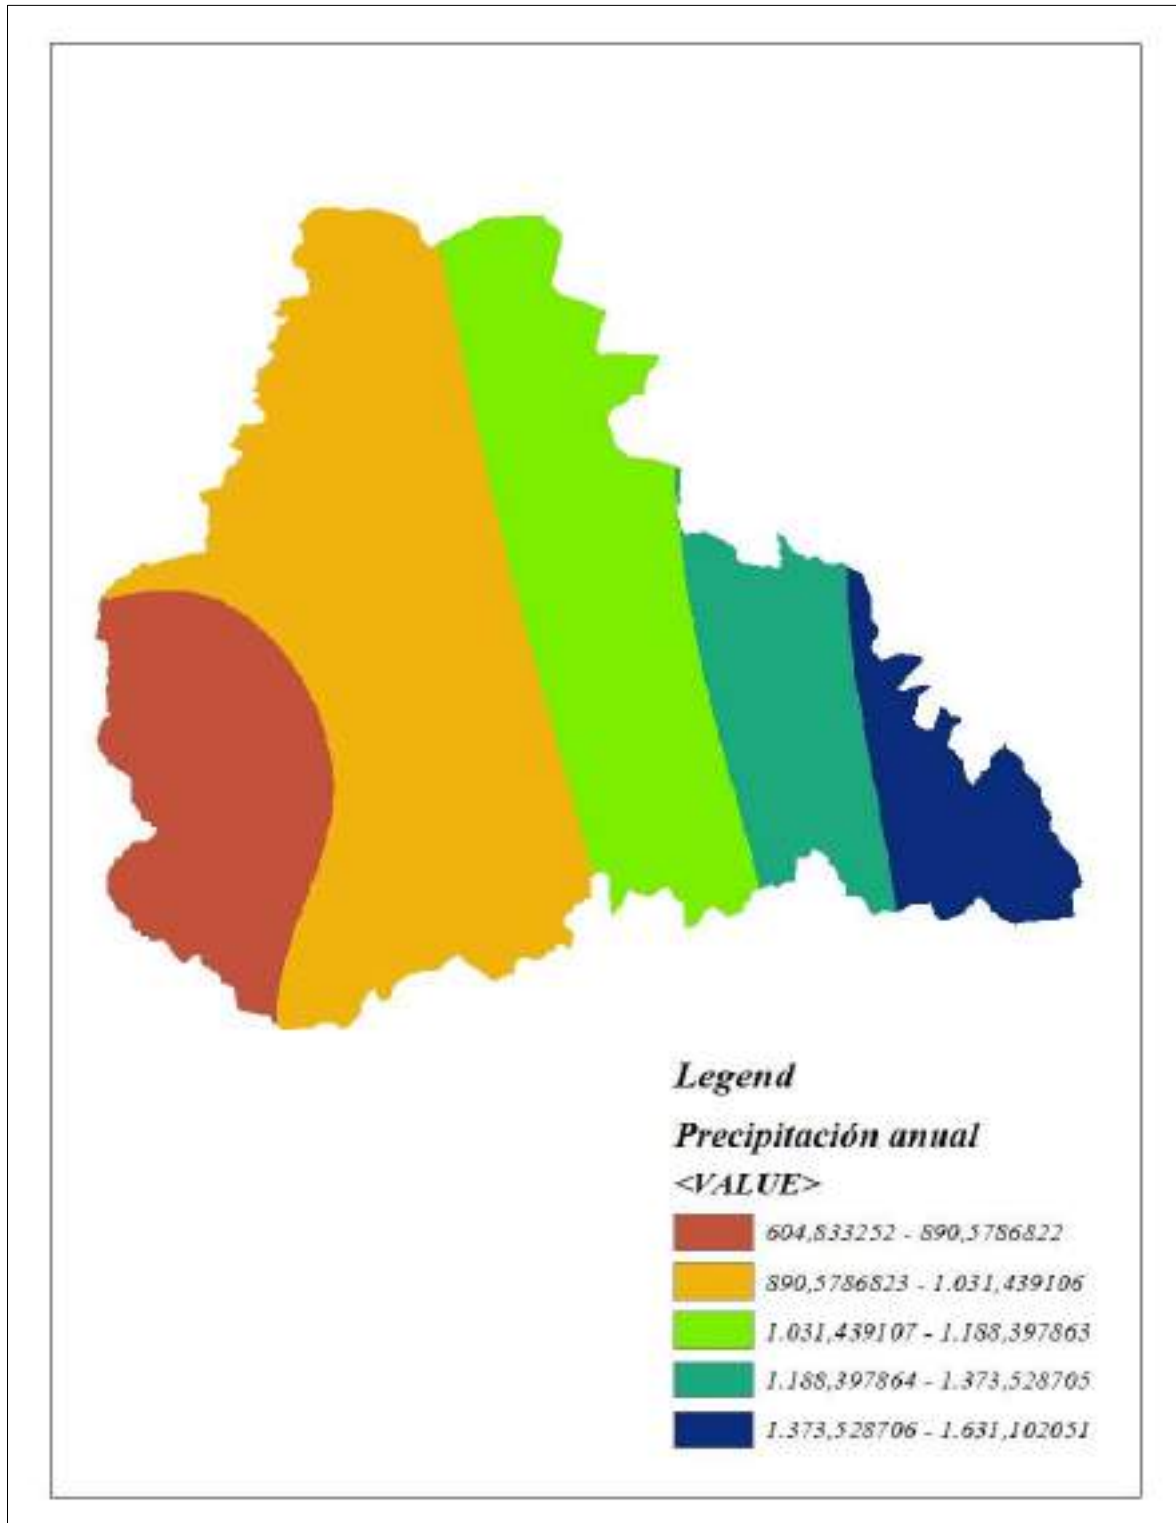 Legend
Precipitación anual
<VALUE>
604,833252 - 890,5786822
890,5786823 - 1.031,439106
1.031,439107 - 1.188,397863
1.188,397864 - 1.373,528705
1.373,528706 - 1.631,102051